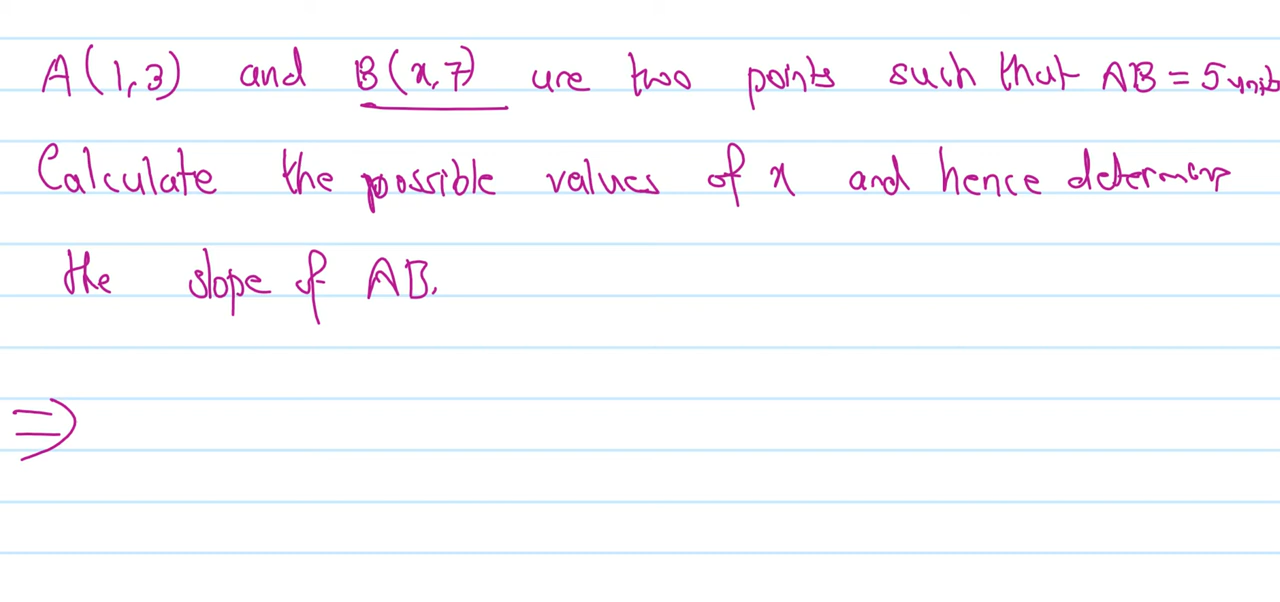 A(1,3) and B(x,7) are two points such that AB = 5 units
Calculate the possible values of x and hence determine
the slope of AB.
⇒